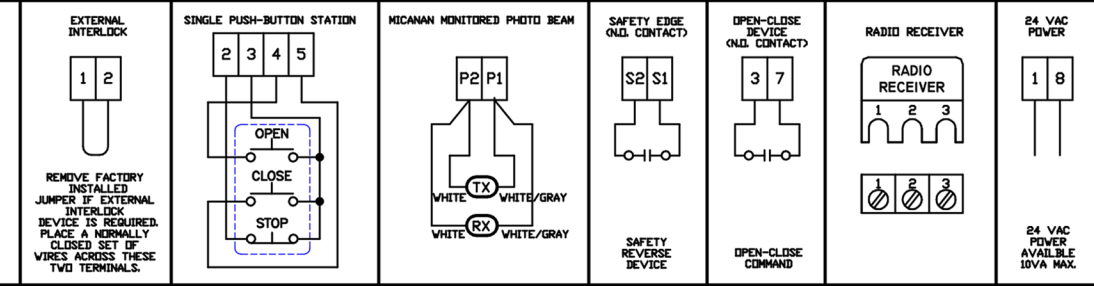 EXTERNAL
INTERLOCK
1 2
REMOVE FACTORY
INSTALLED
JUMPER IF EXTERNAL
INTERLOCK
DEVICE IS REQUIRED.
PLACE A NORMALLY
CLOSED SET OF
WIRES ACROSS THESE
TWO TERMINALS.
SINGLE PUSH-BUTTON STATION
2 3 4 5
OPEN
CLOSE
STOP
MICANAN MONITORED PHOTO BEAM
P2 P1
WHITE TX WHITE/GRAY
WHITE RX WHITE/GRAY
SAFETY EDGE
(N.O. CONTACT)
S2 S1
SAFETY
REVERSE
DEVICE
OPEN-CLOSE
DEVICE
(N.O. CONTACT)
3 7
OPEN-CLOSE
COMMAND
RADIO RECEIVER
RADIO
RECEIVER
1 2 3
1 2 3
24 VAC
POWER
1 8
24 VAC
POWER
AVAILBLE
10VA MAX.